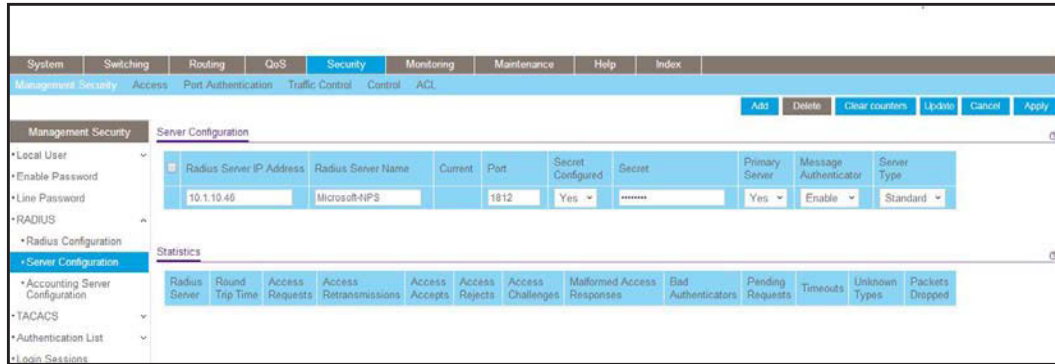 System Switching Routing QoS Security Monitoring Maintenance Help Index
Management Security Access Port Authentication Traffic Control Control ACL
Add Delete Clear counters Update Cancel Apply
Management Security
•Local User
•Enable Password
•Line Password
•RADIUS
•Radius Configuration
•Server Configuration
•Accounting Server
Configuration
•TACACS
•Authentication List
•Login Sessions
Server Configuration
Radius Server IP Address Radius Server Name Current Port Secret Configured Secret Primary Server Message Authenticator Server Type
10.1.10.46 Microsoft-NPS 1812 Yes •••••••• Yes Enable Standard
Statistics
Radius Server Round Trip Time Access Requests Access Retransmissions Access Accepts Access Rejects Access Challenges Malformed Access Responses Bad Authenticators Pending Requests Timeouts Unknown Types Packets Dropped